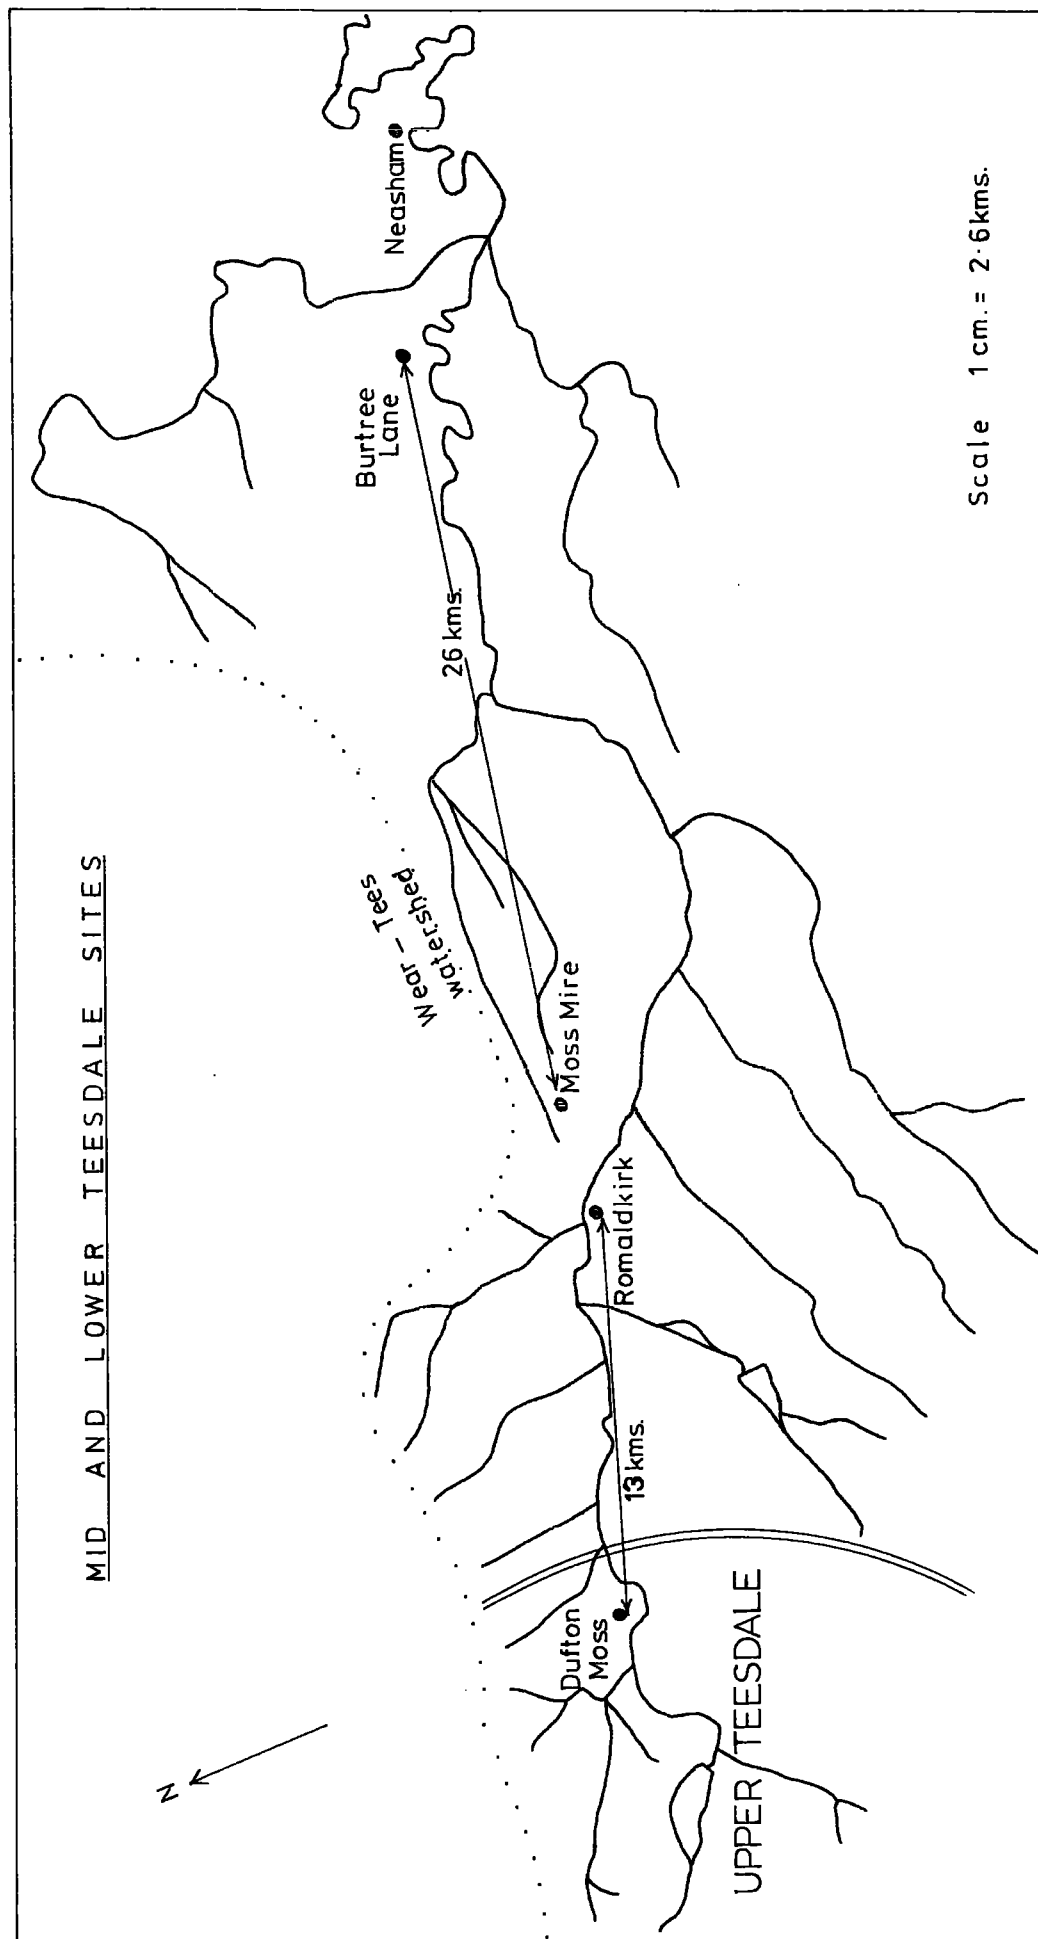 MID AND LOWER TEESDALE SITES
Wear – Tees
watershed
Neasham
Burtree
Lane
26 kms.
Moss Mire
Romaldkirk
13 kms.
Dufton
Moss
UPPER TEESDALE
N
Scale 1 cm. = 2·6 kms.